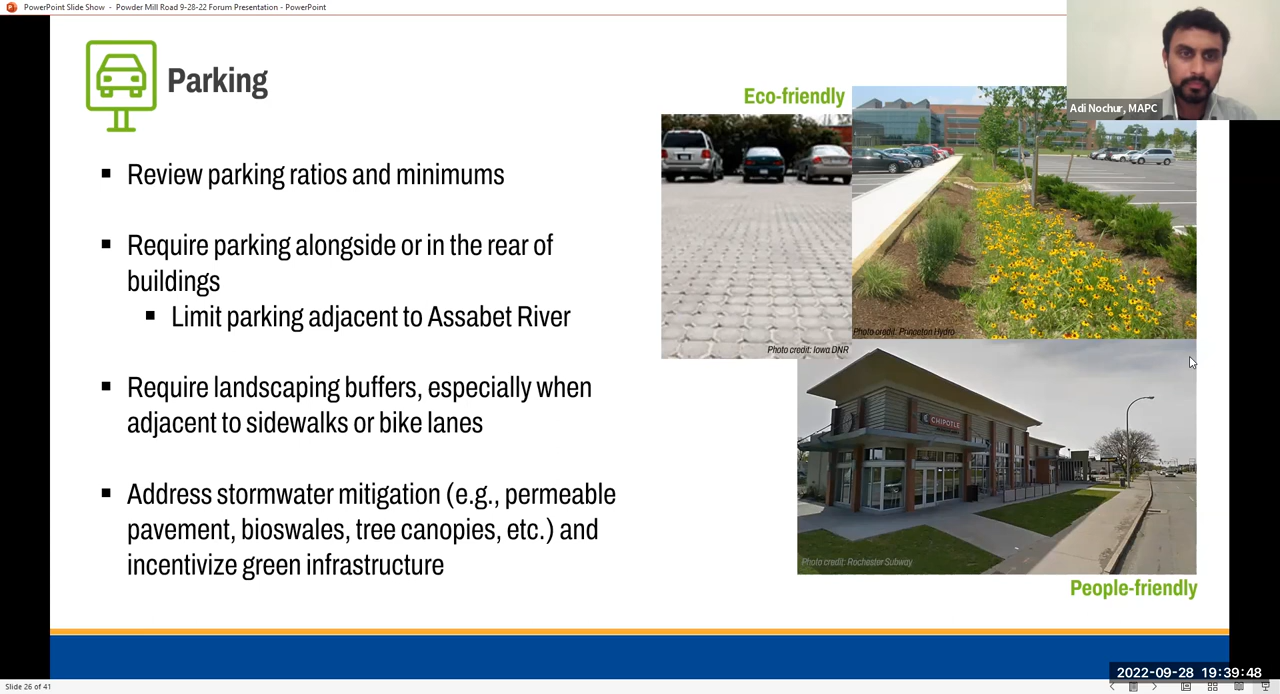 PowerPoint Slide Show - Powder Mill Road 9-28-22 Forum Presentation - PowerPoint
Parking
▪ Review parking ratios and minimums
▪ Require parking alongside or in the rear of
buildings
▪ Limit parking adjacent to Assabet River
▪ Require landscaping buffers, especially when
adjacent to sidewalks or bike lanes
▪ Address stormwater mitigation (e.g., permeable
pavement, bioswales, tree canopies, etc.) and
incentivize green infrastructure
Eco-friendly
Adi Nochur, MAPC
Photo credit: Princeton Hydro
Photo credit: Iowa DNR
CHIPOTLE
Photo credit: Rochester Subway
People-friendly
2022-09-28 19:39:48
Slide 26 of 41